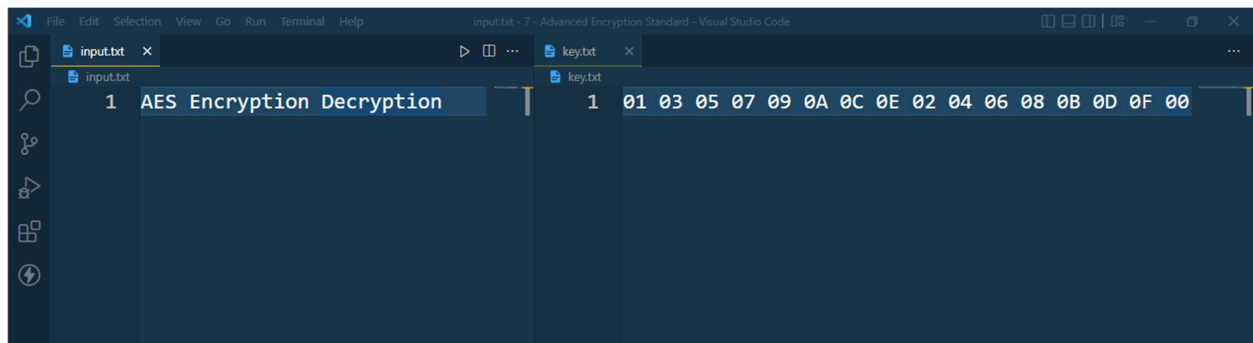 File Edit Selection View Go Run Terminal Help input.txt - 7 - Advanced Encryption Standard - Visual Studio Code
input.txt key.txt
input.txt key.txt
1 AES Encryption Decryption 1 01 03 05 07 09 0A 0C 0E 02 04 06 08 0B 0D 0F 00